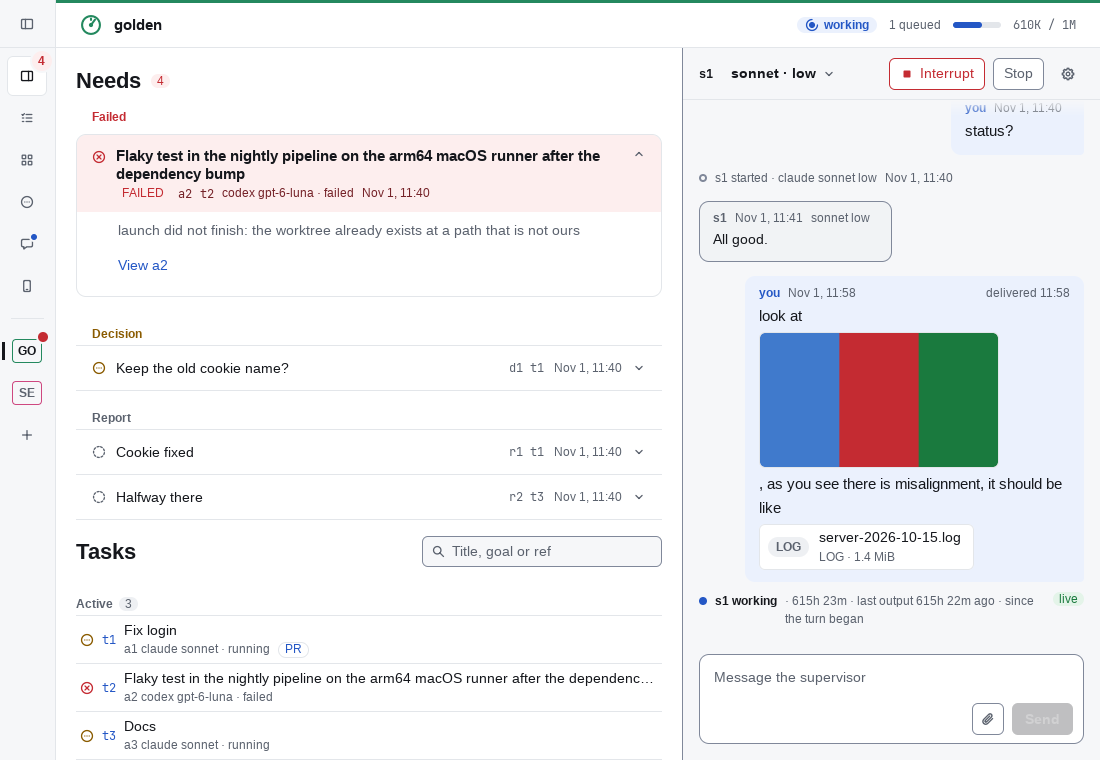 golden
working
1 queued
610K / 1M
4
GO
SE
Needs 4
Failed
Flaky test in the nightly pipeline on the arm64 macOS runner after the
dependency bump
FAILED a2 t2 codex gpt-6-luna · failed Nov 1, 11:40
launch did not finish: the worktree already exists at a path that is not ours
View a2
Decision
Keep the old cookie name? d1 t1 Nov 1, 11:40
Report
Cookie fixed r1 t1 Nov 1, 11:40
Halfway there r2 t3 Nov 1, 11:40
Tasks
Title, goal or ref
Active 3
t1 Fix login
a1 claude sonnet · running PR
t2 Flaky test in the nightly pipeline on the arm64 macOS runner after the dependenc…
a2 codex gpt-6-luna · failed
t3 Docs
a3 claude sonnet · running
s1 sonnet · low
Interrupt
Stop
you Nov 1, 11:40
status?
s1 started · claude sonnet low Nov 1, 11:40
s1 Nov 1, 11:41 sonnet low
All good.
you Nov 1, 11:58 delivered 11:58
look at
, as you see there is misalignment, it should be
like
LOG
server-2026-10-15.log
LOG · 1.4 MiB
s1 working · 615h 23m · last output 615h 22m ago · since
the turn began
live
Message the supervisor
Send